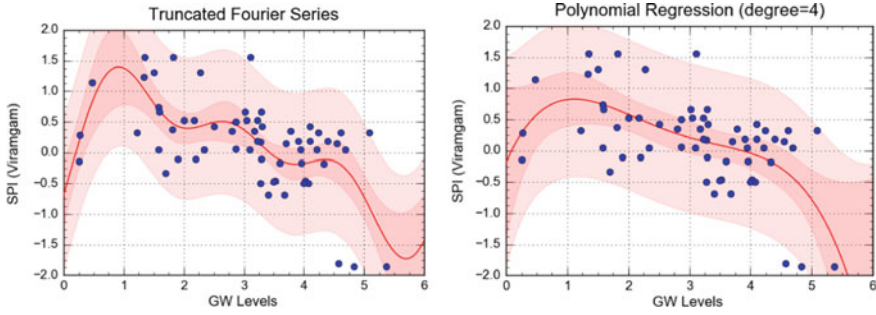 Truncated Fourier Series
2.0
1.5
1.0
0.5
0.0
−0.5
−1.0
−1.5
−2.0
SPI (Viramgam)
0 1 2 3 4 5 6
GW Levels
Polynomial Regression (degree=4)
2.0
1.5
1.0
0.5
0.0
−0.5
−1.0
−1.5
−2.0
SPI (Viramgam)
0 1 2 3 4 5 6
GW Levels